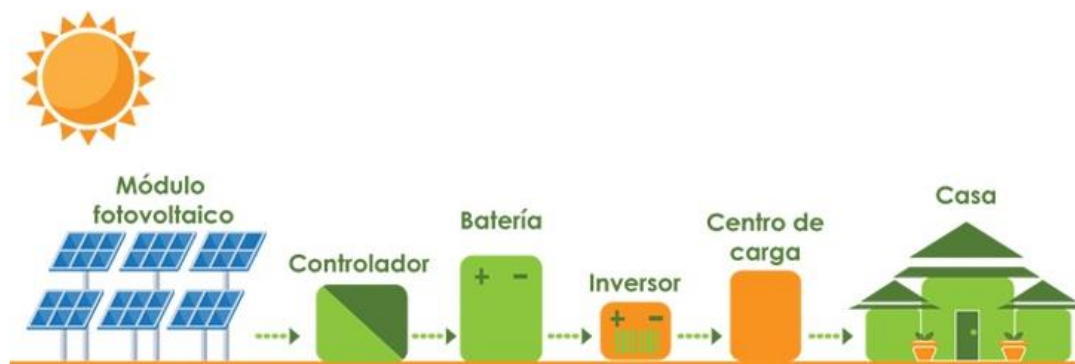 Módulo
fotovoltaico
Controlador
Batería
+ -
Inversor
+ -
Centro de
carga
Casa